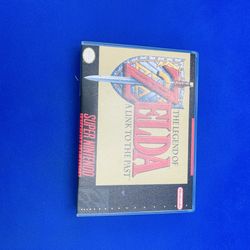 THE LEGEND OF
ZELDA
A LINK TO THE PAST
SUPER NINTENDO